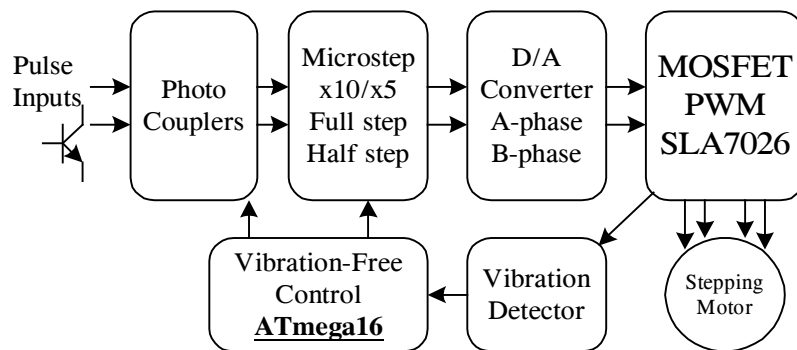 Pulse
Inputs
Photo
Couplers
Microstep
x10/x5
Full step
Half step
D/A
Converter
A-phase
B-phase
MOSFET
PWM
SLA7026
Vibration-Free
Control
ATmega16
Vibration
Detector
Stepping
Motor